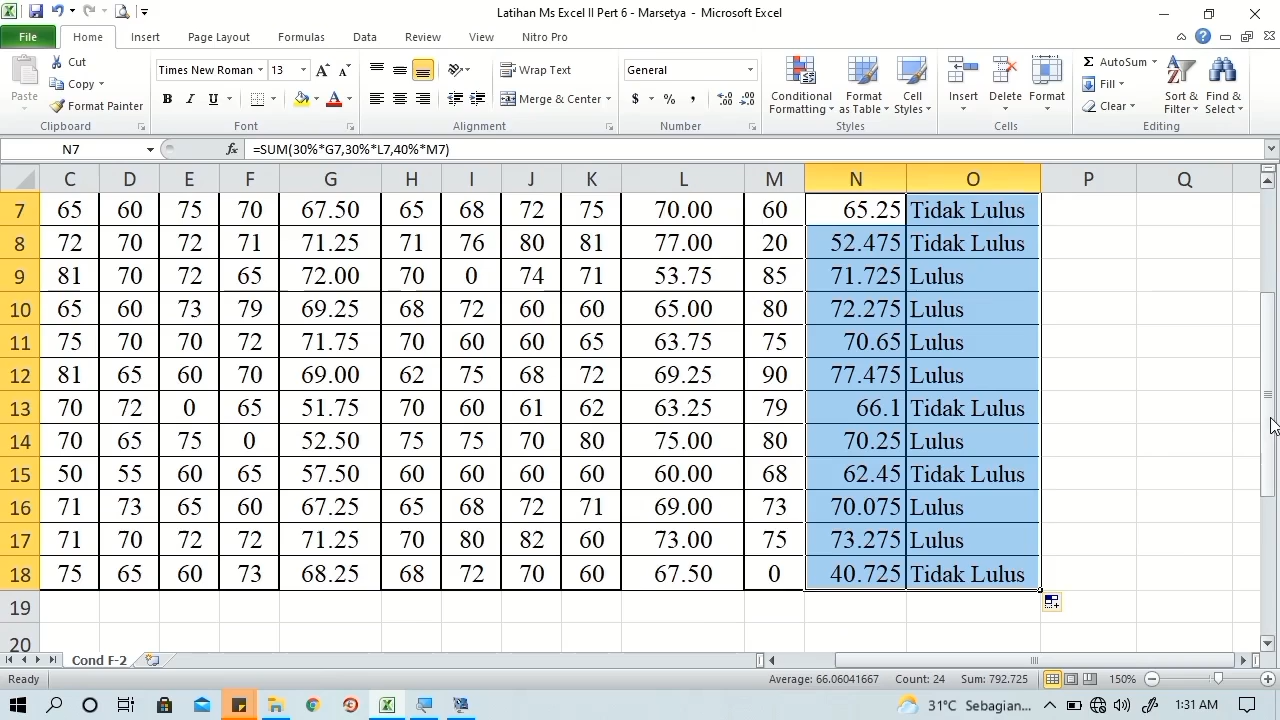 Latihan Ms Excel II Pert 6 - Marsetya - Microsoft Excel
File Home Insert Page Layout Formulas Data Review View Nitro Pro
Paste
Cut
Copy
Format Painter
Clipboard
Times New Roman 13
B I U
Font
Wrap Text
Merge & Center
Alignment
General
$ % , .00 .0
Number
Conditional Formatting
Format as Table
Cell Styles
Styles
Insert Delete Format
Cells
Σ AutoSum
Fill
Clear
Sort & Filter
Find & Select
Editing
N7 fx =SUM(30%*G7,30%*L7,40%*M7)
C D E F G H I J K L M N O P Q
7 65 60 75 70 67.50 65 68 72 75 70.00 60 65.25 Tidak Lulus
8 72 70 72 71 71.25 71 76 80 81 77.00 20 52.475 Tidak Lulus
9 81 70 72 65 72.00 70 0 74 71 53.75 85 71.725 Lulus
10 65 60 73 79 69.25 68 72 60 60 65.00 80 72.275 Lulus
11 75 70 70 72 71.75 70 60 60 65 63.75 75 70.65 Lulus
12 81 65 60 70 69.00 62 75 68 72 69.25 90 77.475 Lulus
13 70 72 0 65 51.75 70 60 61 62 63.25 79 66.1 Tidak Lulus
14 70 65 75 0 52.50 75 75 70 80 75.00 80 70.25 Lulus
15 50 55 60 65 57.50 60 60 60 60 60.00 68 62.45 Tidak Lulus
16 71 73 65 60 67.25 65 68 72 71 69.00 73 70.075 Lulus
17 71 70 72 72 71.25 70 80 82 60 73.00 75 73.275 Lulus
18 75 65 60 73 68.25 68 72 70 60 67.50 0 40.725 Tidak Lulus
19
20
Cond F-2
Ready Average: 66.06041667 Count: 24 Sum: 792.725 150%
31°C Sebagian... 1:31 AM